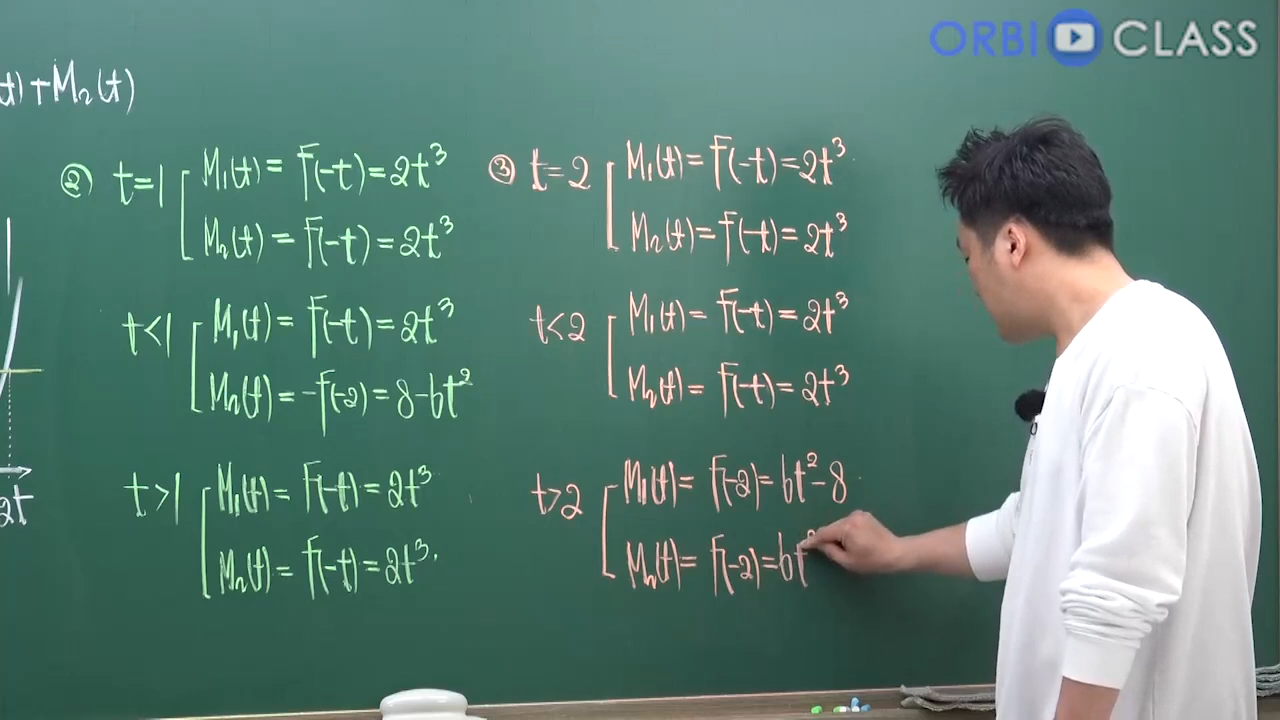 ORBI CLASS
t)+M₂(t)
② t=1 M₁(t)= f(-t)=2t³
M₂(t)=f(-t)=2t³
t<1 M₁(t)=f(-t)=2t³
M₂(t)=-f(-2)=8-6t²
t>1 M₁(t)=f(-t)=2t³
M₂(t)=f(-t)=2t³.
③ t=2 M₁(t)=f(-t)=2t³
M₂(t)=f(-t)=2t³
t<2 M₁(t)=f(-t)=2t³
M₂(t)=f(-t)=2t³
t>2 M₁(t)=f(-2)=6t²-8
M₂(t)=f(-2)=6t²
2t